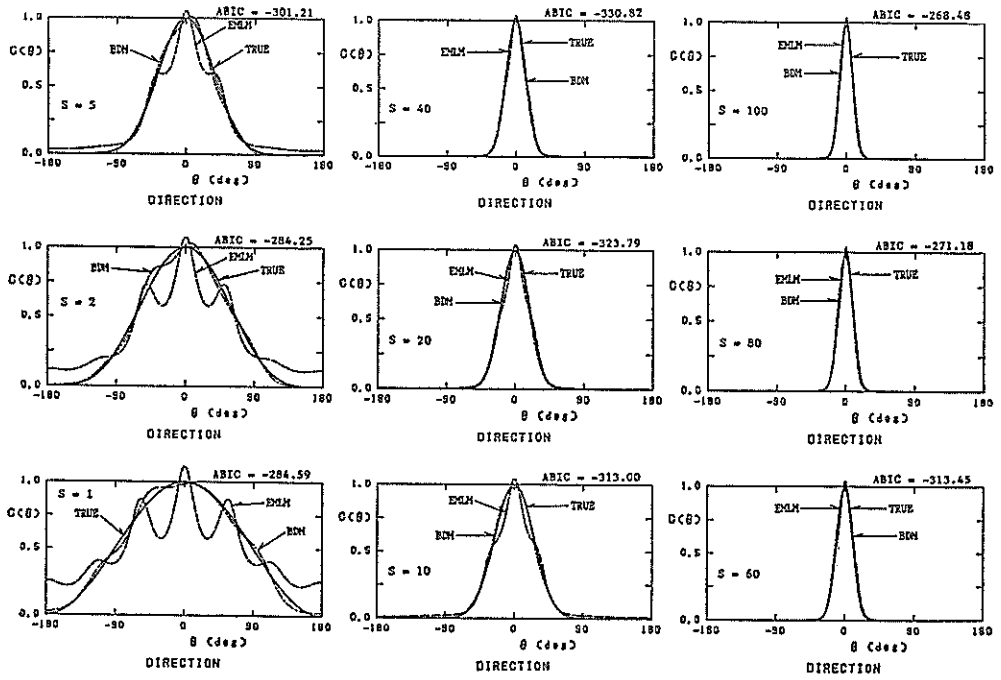 ABIC = -301.21
1.0
G(θ)
0.5
0.0
BDM
EMLM
TRUE
S = 5
-180 -90 0 90 180
θ (deg)
DIRECTION
ABIC = -330.82
1.0
G(θ)
0.5
0.0
EMLM
TRUE
BDM
S = 40
-180 -90 0 90 180
θ (deg)
DIRECTION
ABIC = -268.48
1.0
G(θ)
0.5
0.0
EMLM
TRUE
BDM
S = 100
-180 -90 0 90 180
θ (deg)
DIRECTION
ABIC = -284.25
1.0
G(θ)
0.5
0.0
BDM
EMLM
TRUE
S = 2
-180 -90 0 90 180
θ (deg)
DIRECTION
ABIC = -323.79
1.0
G(θ)
0.5
0.0
EMLM
TRUE
BDM
S = 20
-180 -90 0 90 180
θ (deg)
DIRECTION
ABIC = -271.18
1.0
G(θ)
0.5
0.0
EMLM
TRUE
BDM
S = 80
-180 -90 0 90 180
θ (deg)
DIRECTION
ABIC = -284.59
1.0
G(θ)
0.5
0.0
S = 1
TRUE
EMLM
BDM
-180 -90 0 90 180
θ (deg)
DIRECTION
ABIC = -313.00
1.0
G(θ)
0.5
0.0
EMLM
TRUE
BDM
S = 10
-180 -90 0 90 180
θ (deg)
DIRECTION
ABIC = -313.45
1.0
G(θ)
0.5
0.0
EMLM
TRUE
BDM
S = 60
-180 -90 0 90 180
θ (deg)
DIRECTION